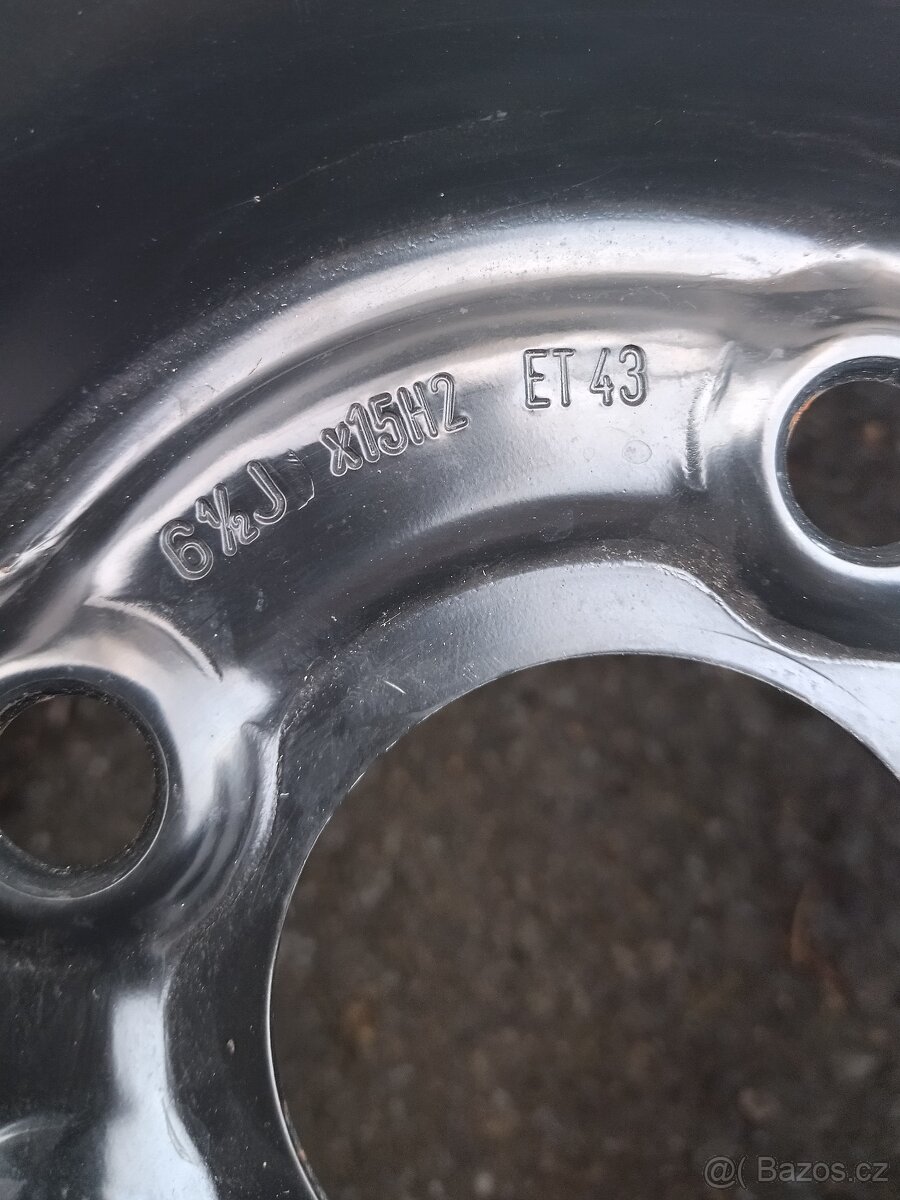 6½J x15H2 ET 43
@( Bazos.cz